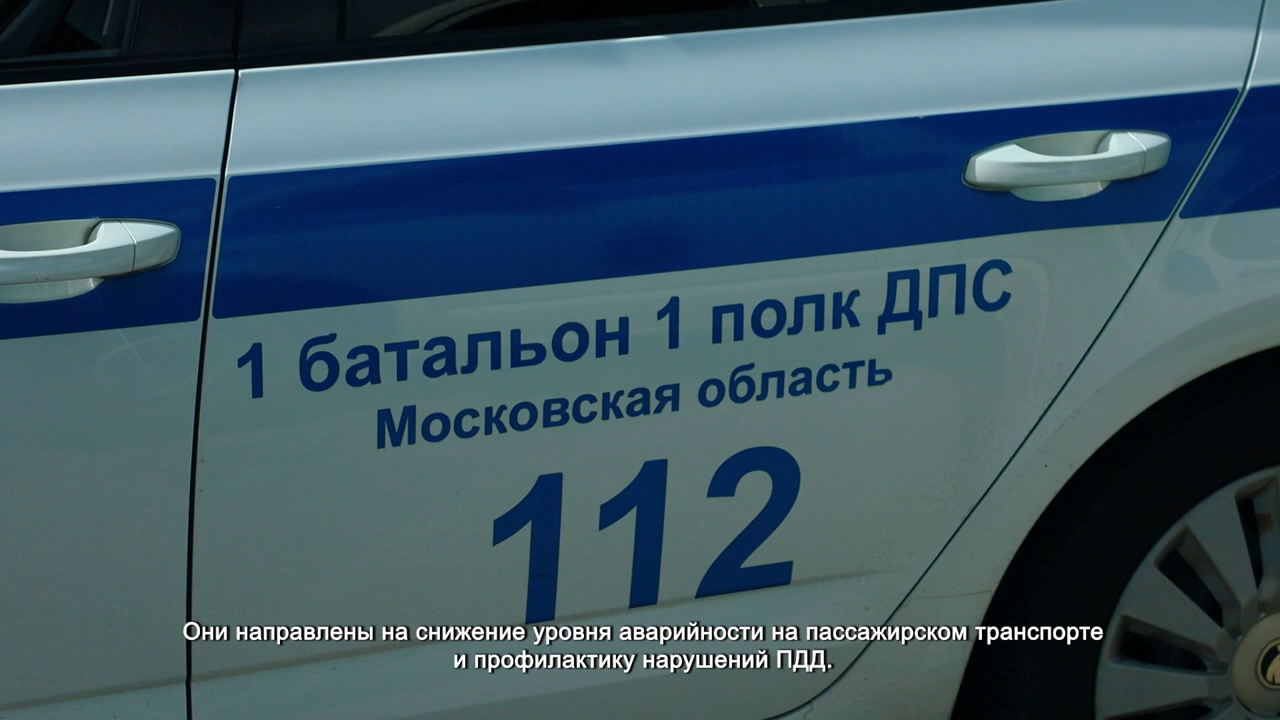 1 батальон 1 полк ДПС
Московская область
112
Они направлены на снижение уровня аварийности на пассажирском транспорте
и профилактику нарушений ПДД.